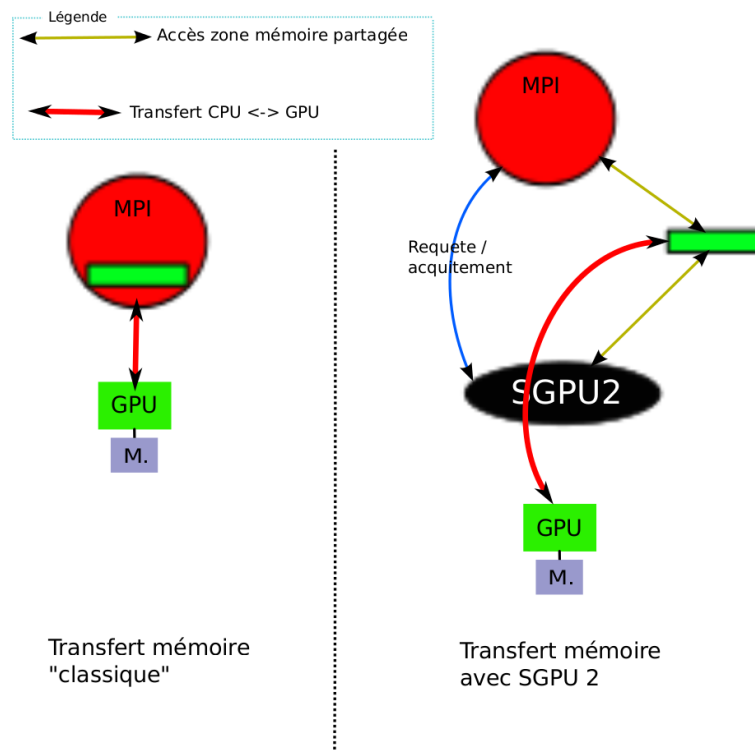 Légende
Accès zone mémoire partagée
Transfert CPU <-> GPU
MPI
GPU
M.
Transfert mémoire
"classique"
MPI
Requete /
acquitement
SGPU2
GPU
M.
Transfert mémoire
avec SGPU 2